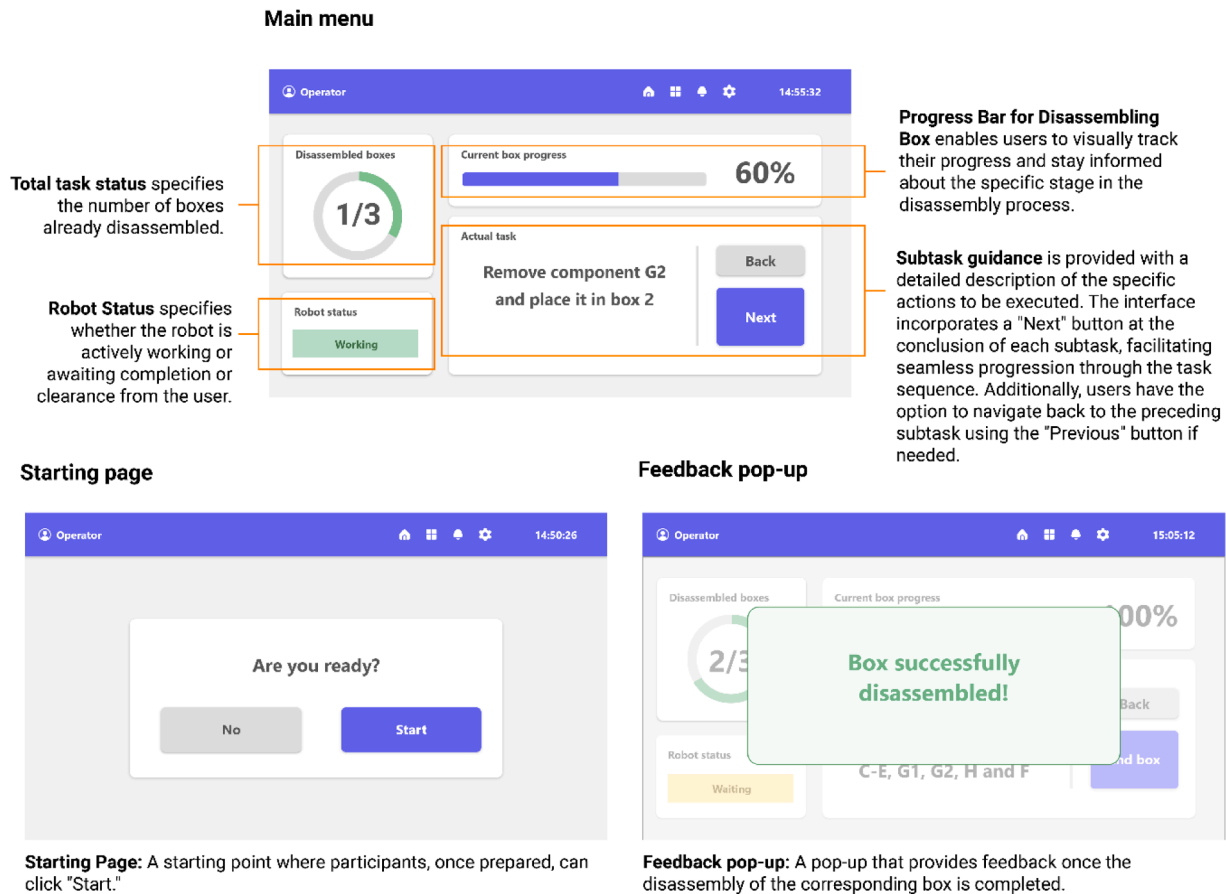 Main menu
Operator
14:55:32
Disassembled boxes
1/3
Current box progress
60%
Actual task
Remove component G2
and place it in box 2
Back
Next
Robot status
Working
Total task status specifies
the number of boxes
already disassembled.
Robot Status specifies
whether the robot is
actively working or
awaiting completion or
clearance from the user.
Progress Bar for Disassembling
Box enables users to visually track
their progress and stay informed
about the specific stage in the
disassembly process.
Subtask guidance is provided with a
detailed description of the specific
actions to be executed. The interface
incorporates a "Next" button at the
conclusion of each subtask, facilitating
seamless progression through the task
sequence. Additionally, users have the
option to navigate back to the preceding
subtask using the "Previous" button if
needed.
Starting page
Operator
14:50:26
Are you ready?
No
Start
Starting Page: A starting point where participants, once prepared, can
click "Start."
Feedback pop-up
Operator
15:05:12
Disassembled boxes
2/3
Current box progress
00%
Box successfully
disassembled!
Back
nd box
Robot status
Waiting
C-E, G1, G2, H and F
Feedback pop-up: A pop-up that provides feedback once the
disassembly of the corresponding box is completed.